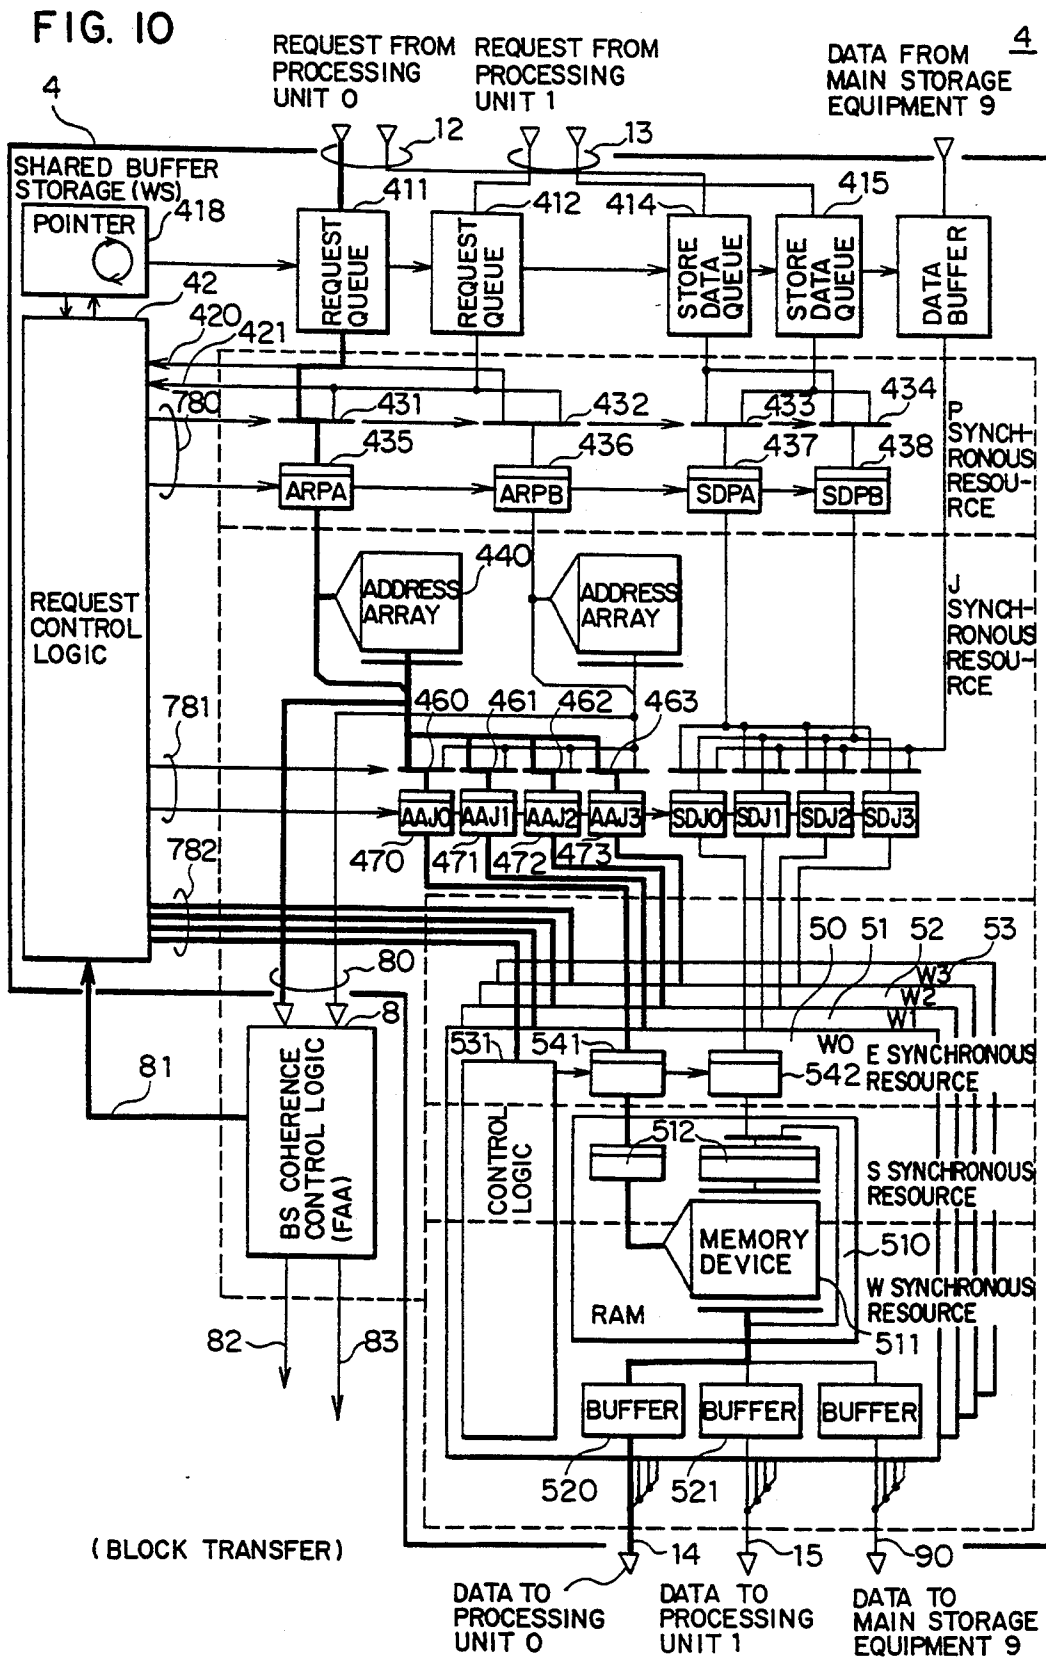 FIG. 10
4
REQUEST FROM
PROCESSING
UNIT 0
REQUEST FROM
PROCESSING
UNIT 1
DATA FROM
MAIN STORAGE
EQUIPMENT 9
4
12
13
SHARED BUFFER
STORAGE (WS)
POINTER
418
411
412
414
415
REQUEST
QUEUE
REQUEST
QUEUE
STORE
DATA
QUEUE
STORE
DATA
QUEUE
DATA
BUFFER
42
420
421
780
431
432
433
434
435
436
437
438
ARPA
ARPB
SDPA
SDPB
P
SYNCH-
RONOUS
RESOU-
RCE
440
ADDRESS
ARRAY
ADDRESS
ARRAY
REQUEST
CONTROL
LOGIC
J
SYNCH-
RONOUS
RESOU-
RCE
781
460
461
462
463
AAJ0
AAJ1
AAJ2
AAJ3
SDJ0
SDJ1
SDJ2
SDJ3
470
471
472
473
782
50
51
52
53
W3
W2
W1
W0
80
8
81
531
541
542
E SYNCHRONOUS
RESOURCE
BS COHERENCE
CONTROL LOGIC
(FAA)
CONTROL
LOGIC
512
S SYNCHRONOUS
RESOURCE
MEMORY
DEVICE
510
W SYNCHRONOUS
RESOURCE
RAM
511
82
83
BUFFER
BUFFER
BUFFER
520
521
(BLOCK TRANSFER)
14
15
90
DATA TO
PROCESSING
UNIT 0
DATA TO
PROCESSING
UNIT 1
DATA TO
MAIN STORAGE
EQUIPMENT 9